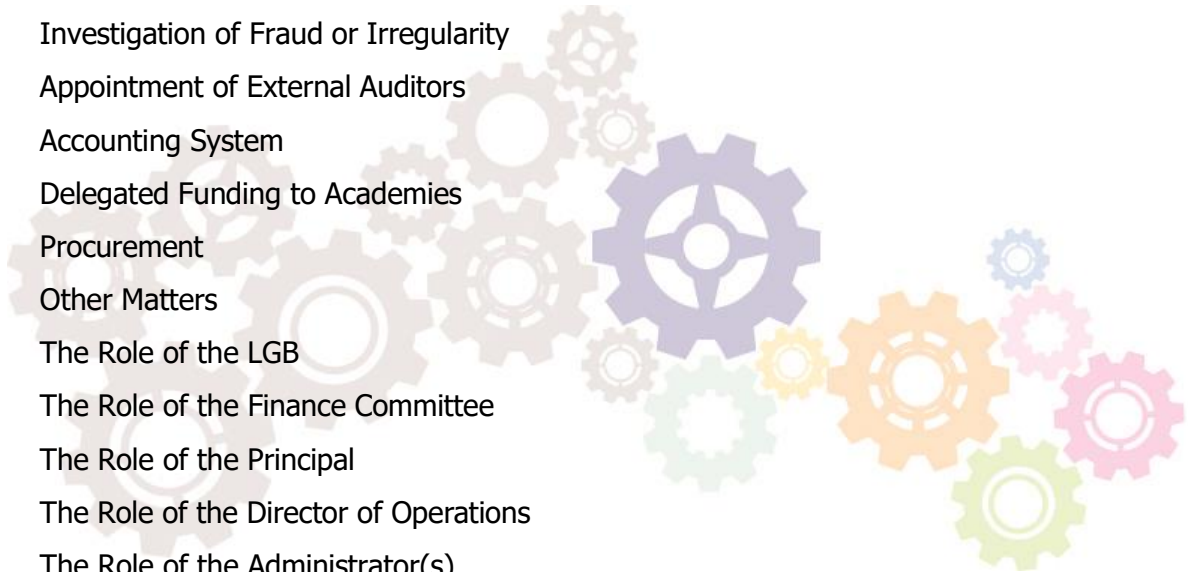 Investigation of Fraud or Irregularity
Appointment of External Auditors
Accounting System
Delegated Funding to Academies
Procurement
Other Matters
The Role of the LGB
The Role of the Finance Committee
The Role of the Principal
The Role of the Director of Operations
The Role of the Administrator(s)